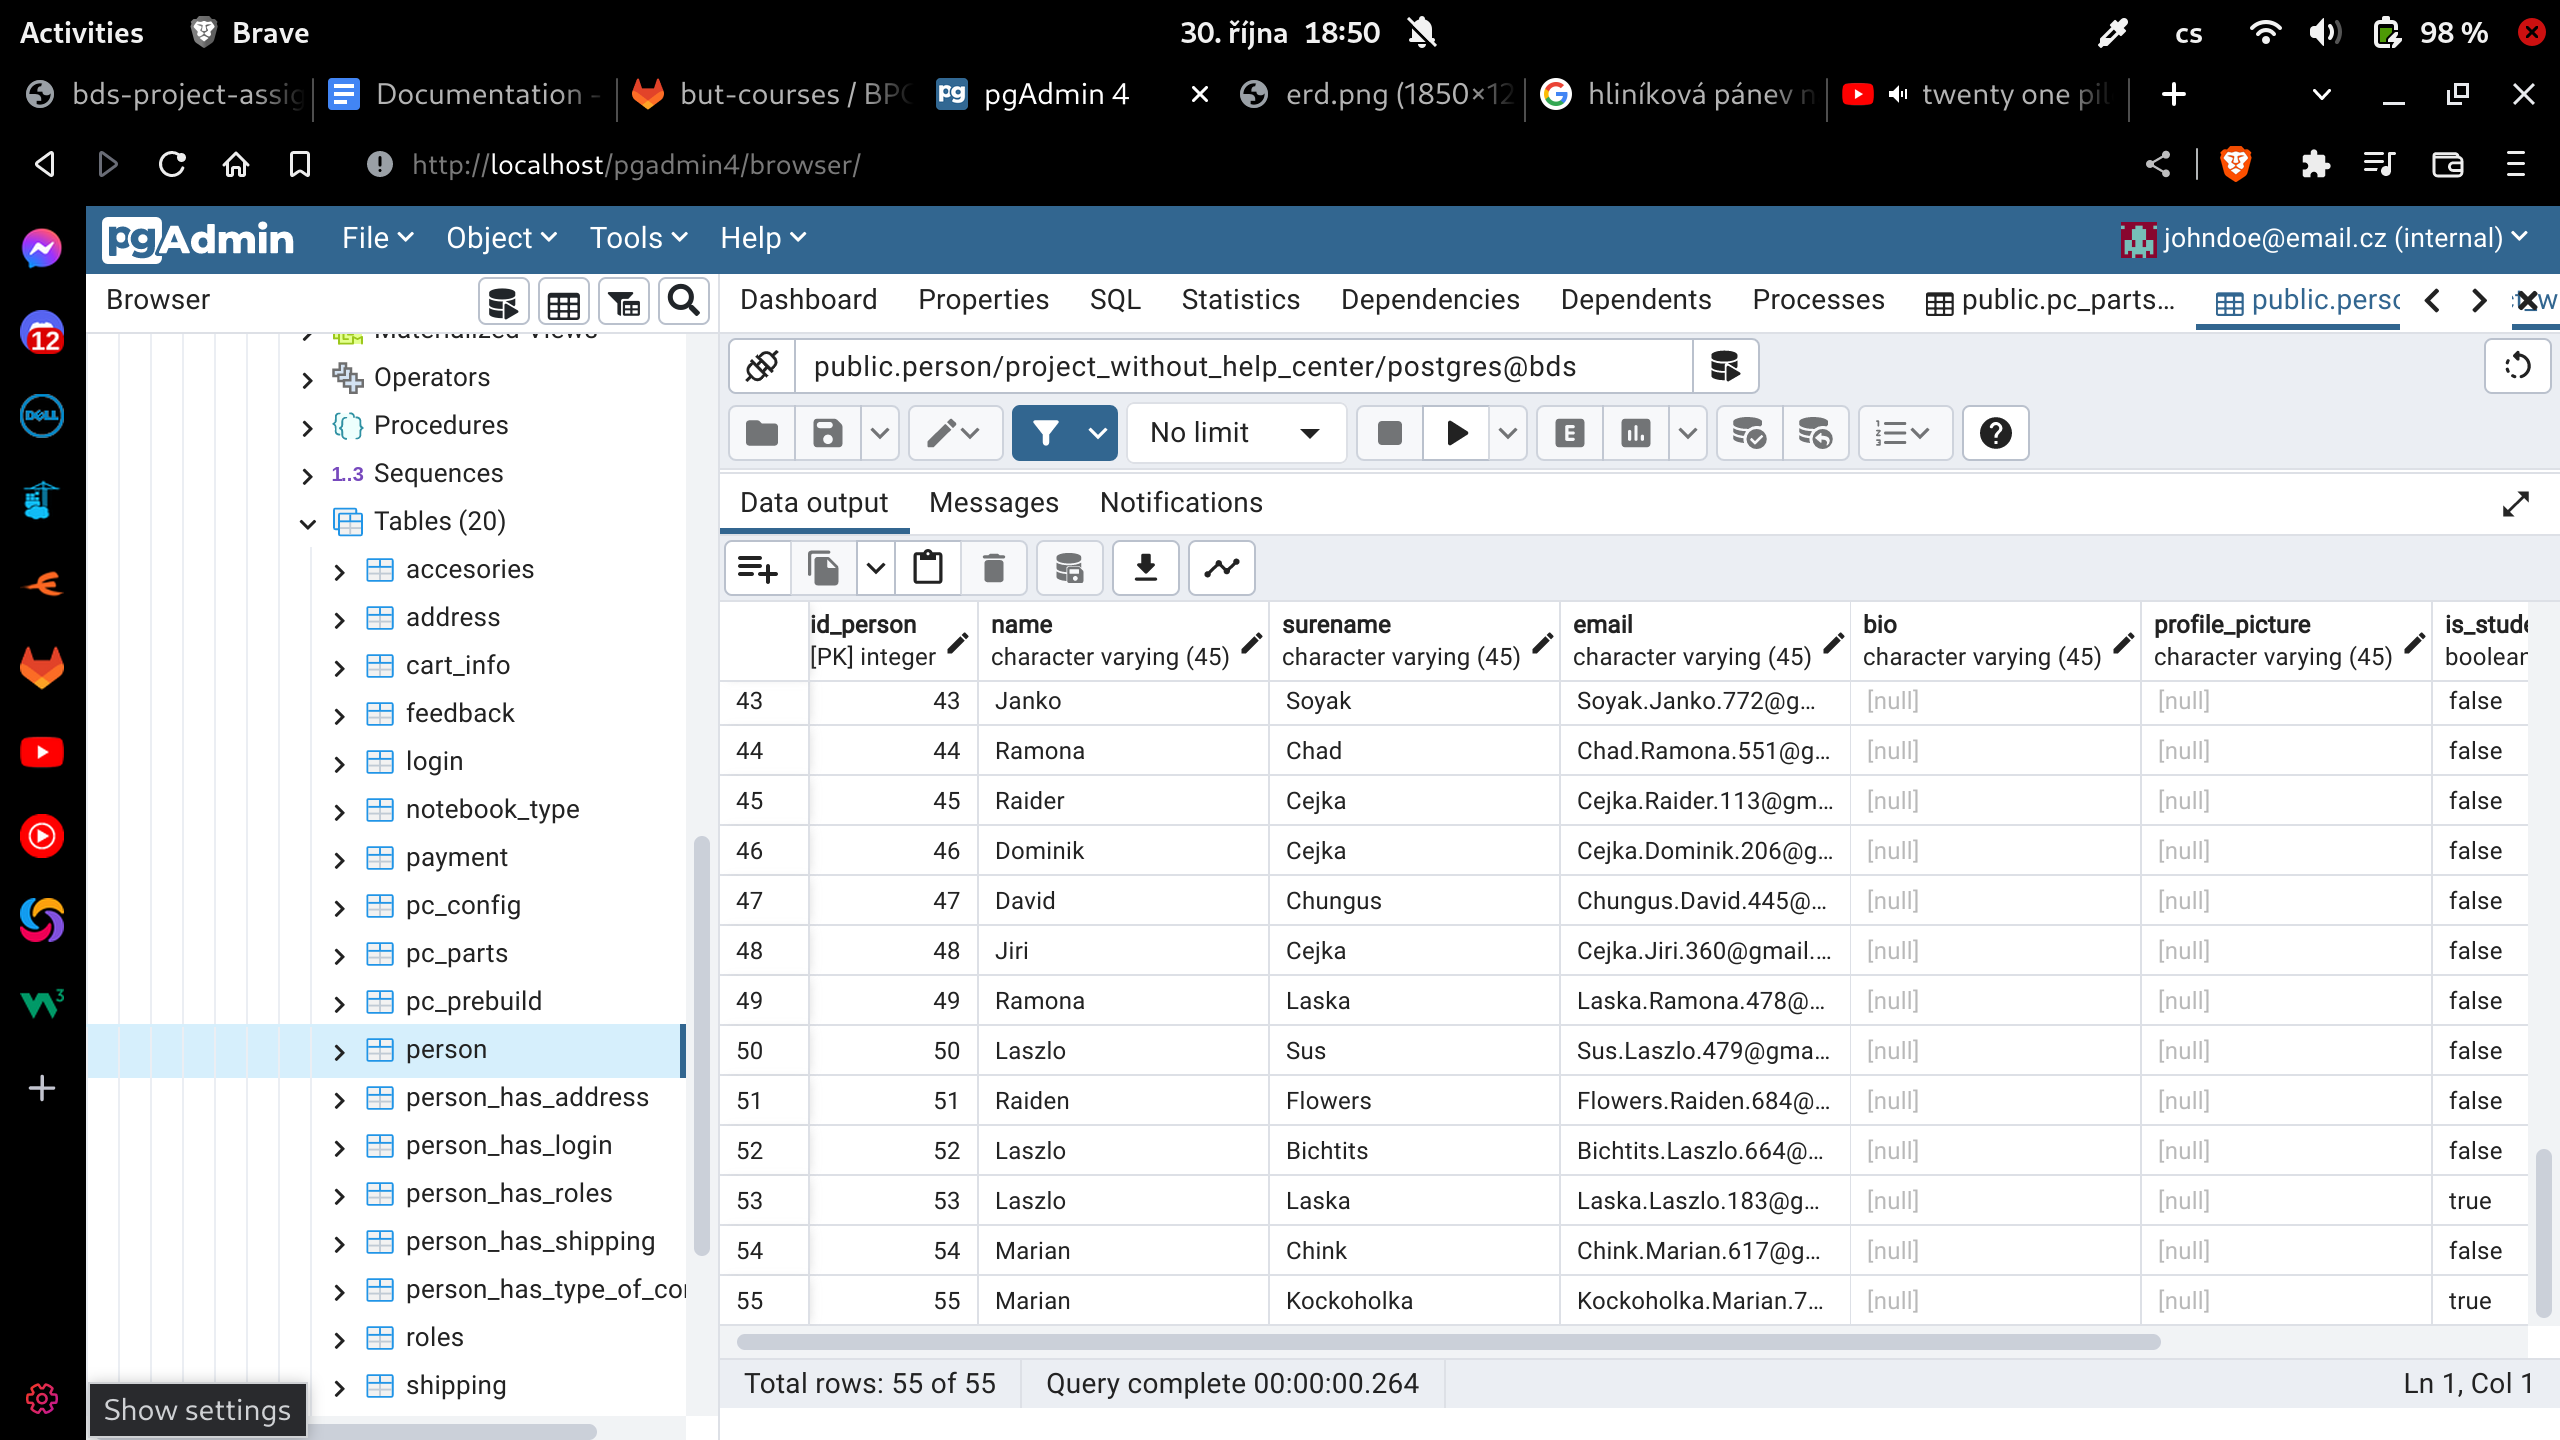 Activities Brave 30. října 18:50 cs 98 %
bds-project-assig Documentation - but-courses / BPC pgAdmin 4 erd.png (1850×12 hliníková pánev n twenty one pil
http://localhost/pgadmin4/browser/
pgAdmin File Object Tools Help johndoe@email.cz (internal)
Browser Dashboard Properties SQL Statistics Dependencies Dependents Processes public.pc_parts... public.perso
Materialized Views
public.person/project_without_help_center/postgres@bds
Operators
Procedures
No limit E
Sequences
1..3
Data output Messages Notifications
Tables (20)
accesories
address
cart_info
feedback
login
notebook_type
payment
pc_config
pc_parts
pc_prebuild
person
person_has_address
person_has_login
person_has_roles
person_has_shipping
person_has_type_of_co
roles
shipping
Show settings
12
DELL
W3
id_person name surename email bio profile_picture is_stude
[PK] integer character varying (45) character varying (45) character varying (45) character varying (45) character varying (45) boolean
43 43 Janko Soyak Soyak.Janko.772@g... [null] [null] false
44 44 Ramona Chad Chad.Ramona.551@g... [null] [null] false
45 45 Raider Cejka Cejka.Raider.113@gm... [null] [null] false
46 46 Dominik Cejka Cejka.Dominik.206@g... [null] [null] false
47 47 David Chungus Chungus.David.445@... [null] [null] false
48 48 Jiri Cejka Cejka.Jiri.360@gmail.... [null] [null] false
49 49 Ramona Laska Laska.Ramona.478@... [null] [null] false
50 50 Laszlo Sus Sus.Laszlo.479@gma... [null] [null] false
51 51 Raiden Flowers Flowers.Raiden.684@... [null] [null] false
52 52 Laszlo Bichtits Bichtits.Laszlo.664@... [null] [null] false
53 53 Laszlo Laska Laska.Laszlo.183@g... [null] [null] true
54 54 Marian Chink Chink.Marian.617@g... [null] [null] false
55 55 Marian Kockoholka Kockoholka.Marian.7... [null] [null] true
Total rows: 55 of 55 Query complete 00:00:00.264 Ln 1, Col 1